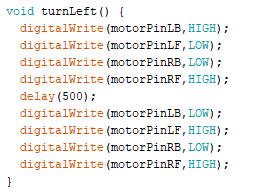 void turnLeft() {
  digitalWrite(motorPinLB,HIGH);
  digitalWrite(motorPinLF,LOW);
  digitalWrite(motorPinRB,LOW);
  digitalWrite(motorPinRF,HIGH);
  delay(500);
  digitalWrite(motorPinLB,LOW);
  digitalWrite(motorPinLF,HIGH);
  digitalWrite(motorPinRB,LOW);
  digitalWrite(motorPinRF,HIGH);
}